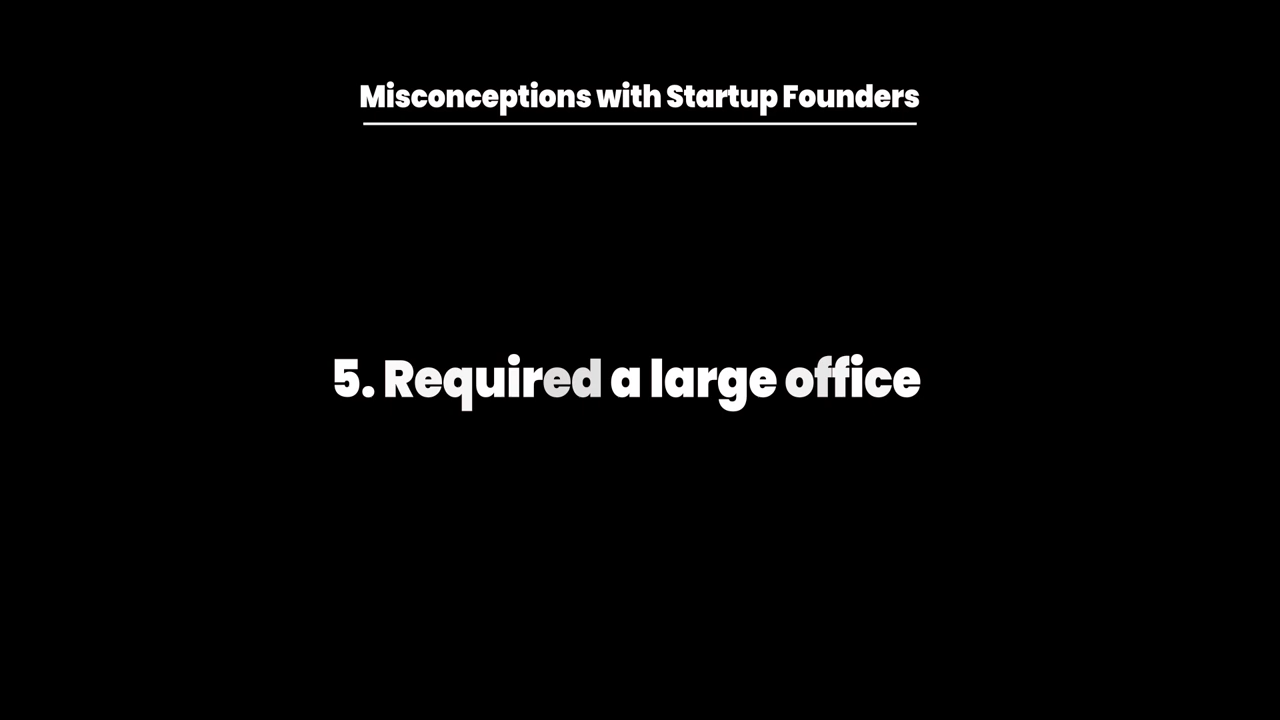 Misconceptions with Startup Founders
5. Required a large office